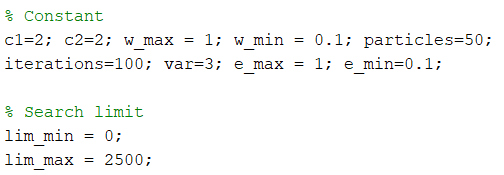 % Constant
c1=2; c2=2; w_max = 1; w_min = 0.1; particles=50;
iterations=100; var=3; e_max = 1; e_min=0.1;
% Search limit
lim_min = 0;
lim_max = 2500;